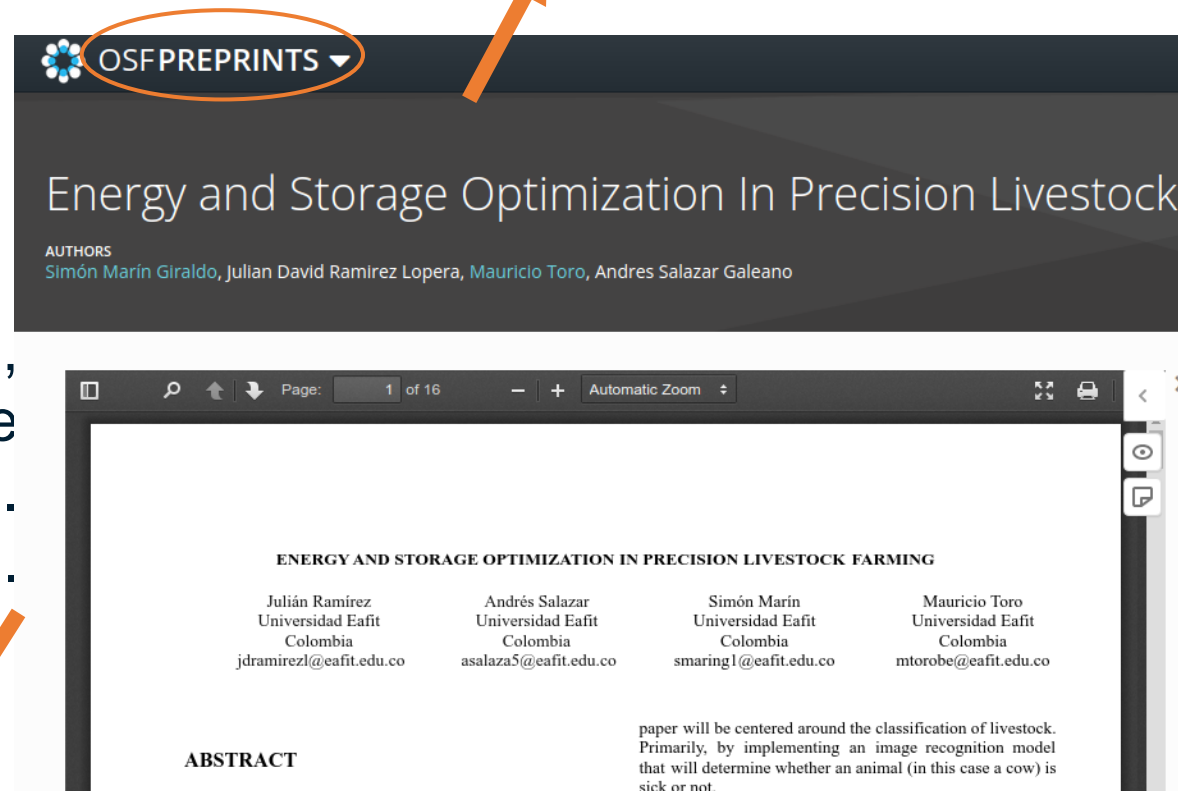 OSFPREPRINTS
Energy and Storage Optimization In Precision Livestock
AUTHORS
Simón Marín Giraldo, Julian David Ramirez Lopera, Mauricio Toro, Andres Salazar Galeano
,
e
.
.
Page: 1 of 16 Automatic Zoom
ENERGY AND STORAGE OPTIMIZATION IN PRECISION LIVESTOCK FARMING
Julián Ramírez
Universidad Eafit
Colombia
jdramirezl@eafit.edu.co
Andrés Salazar
Universidad Eafit
Colombia
asalaza5@eafit.edu.co
Simón Marín
Universidad Eafit
Colombia
smaring1@eafit.edu.co
Mauricio Toro
Universidad Eafit
Colombia
mtorobe@eafit.edu.co
ABSTRACT
paper will be centered around the classification of livestock.
Primarily, by implementing an image recognition model
that will determine whether an animal (in this case a cow) is
sick or not.